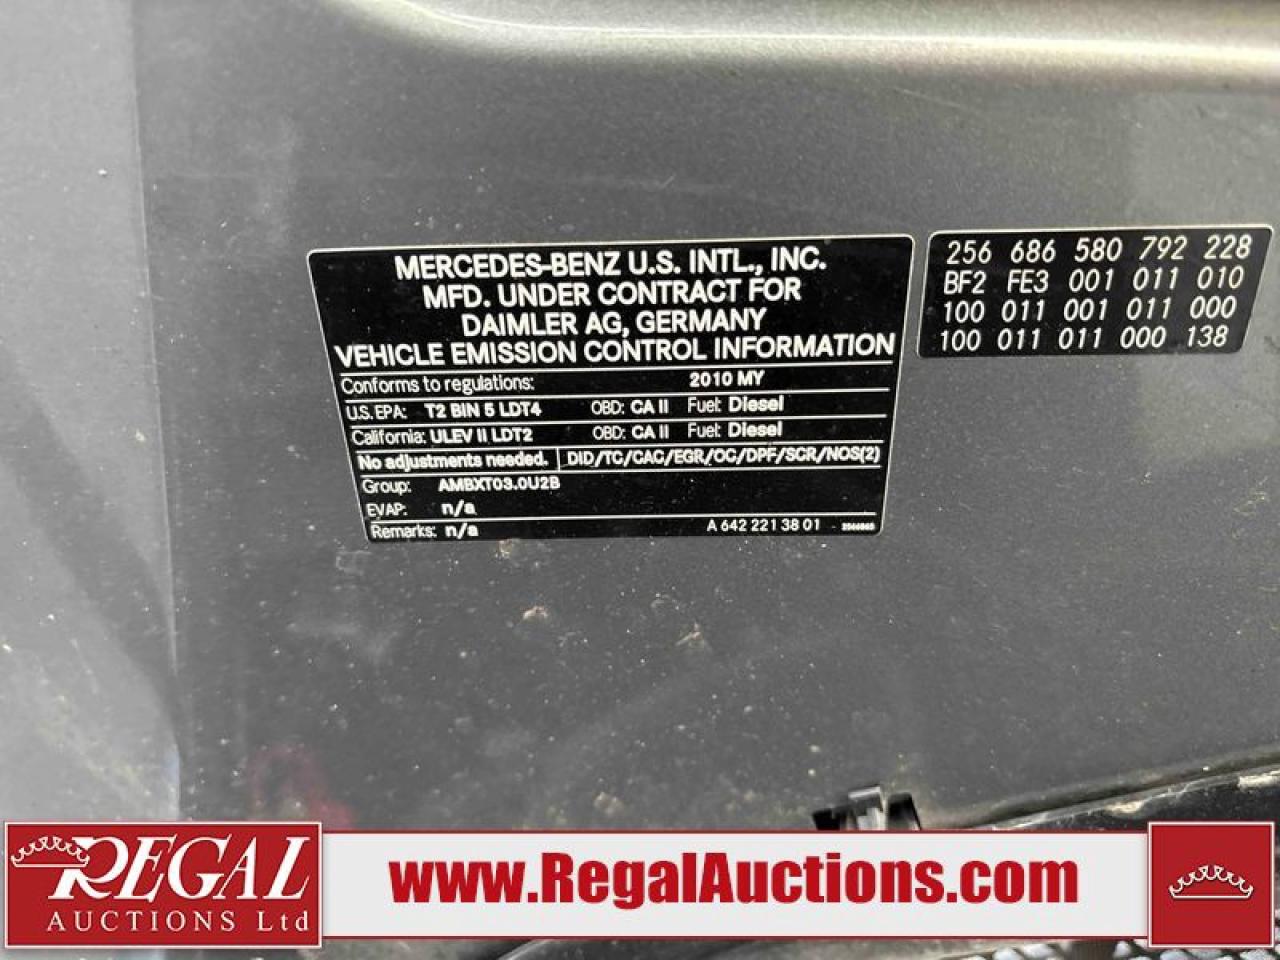 MERCEDES-BENZ U.S. INTL., INC.
MFD. UNDER CONTRACT FOR
DAIMLER AG, GERMANY
VEHICLE EMISSION CONTROL INFORMATION
Conforms to regulations: 2010 MY
U.S. EPA: T2 BIN 5 LDT4 OBD: CA II Fuel: Diesel
California: ULEV II LDT2 OBD: CA II Fuel: Diesel
No adjustments needed. DID/TC/CAC/EGR/OC/DPF/SCR/NOS(2)
Group: AMBXT03.0U2B
EVAP: n/a
Remarks: n/a A 642 221 38 01
256 686 580 792 228
BF2 FE3 001 011 010
100 011 001 011 000
100 011 011 000 138
REGAL
AUCTIONS Ltd
www.RegalAuctions.com